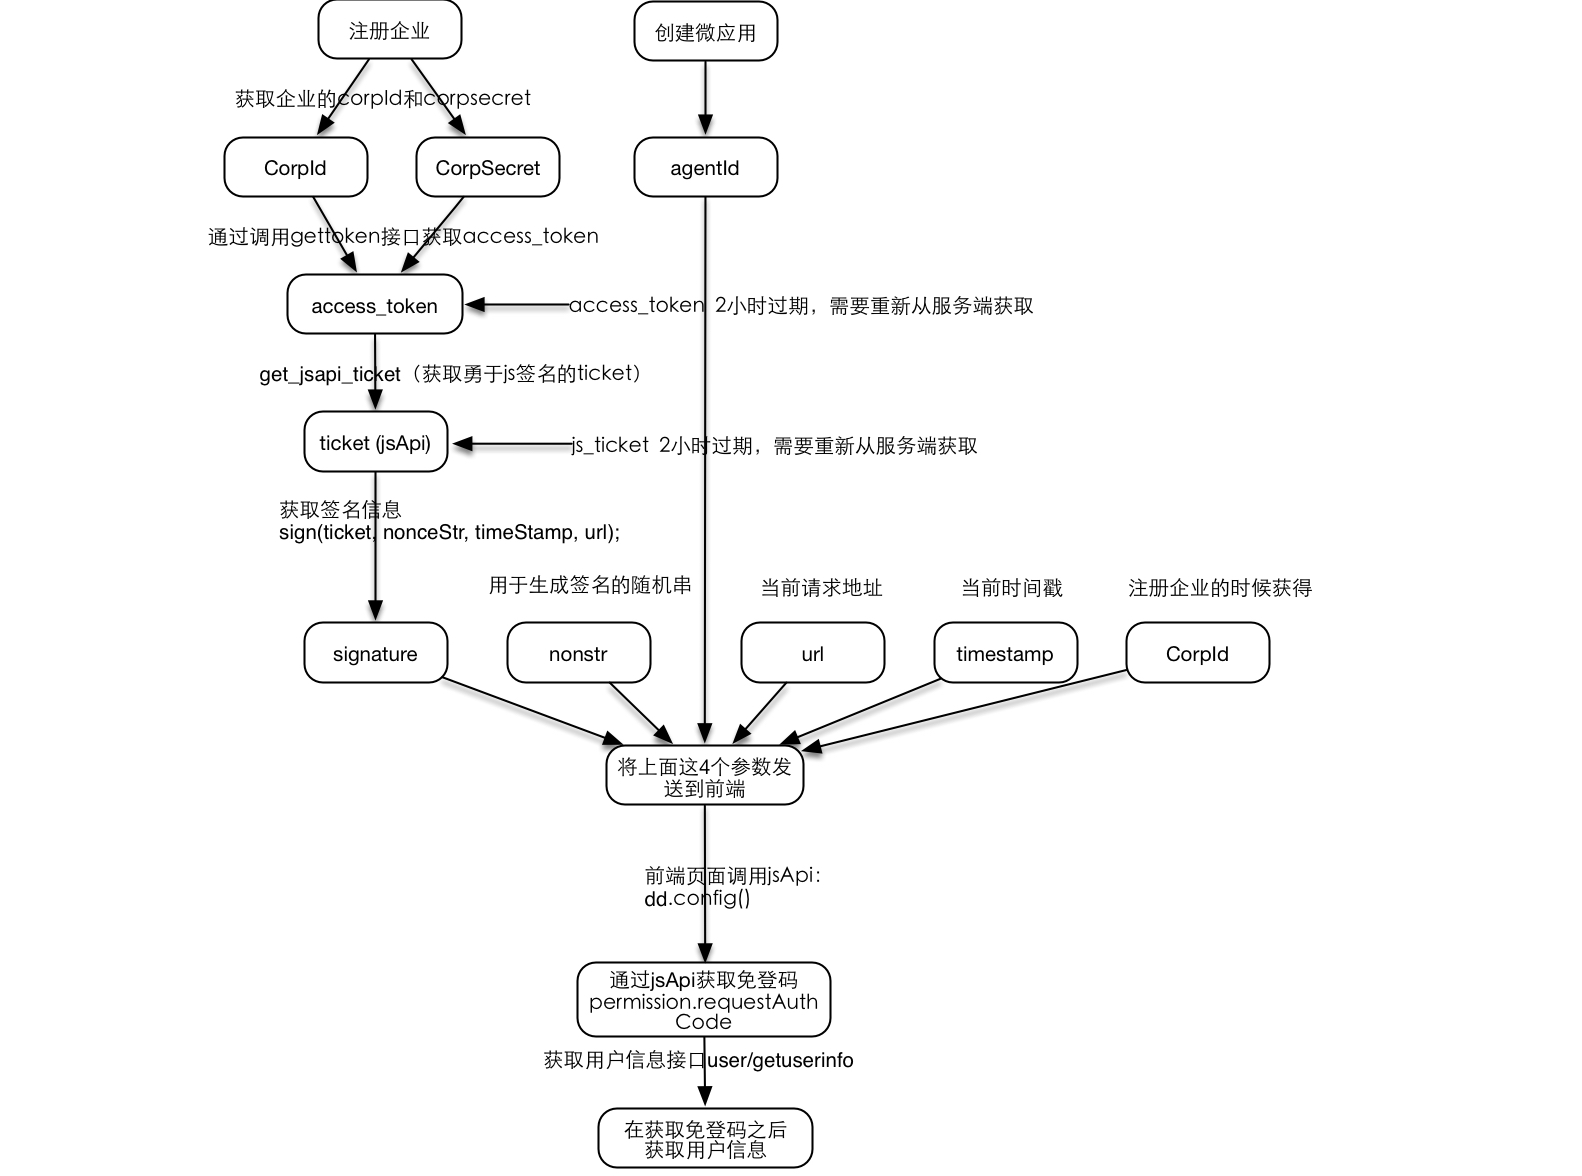 注册企业
创建微应用
获取企业的corpId和corpsecret
CorpId
CorpSecret
agentId
通过调用gettoken接口获取access_token
access_token
access_token 2小时过期，需要重新从服务端获取
get_jsapi_ticket（获取勇于js签名的ticket）
ticket (jsApi)
js_ticket 2小时过期，需要重新从服务端获取
获取签名信息
sign(ticket, nonceStr, timeStamp, url);
用于生成签名的随机串
当前请求地址
当前时间戳
注册企业的时候获得
signature
nonstr
url
timestamp
CorpId
将上面这4个参数发
送到前端
前端页面调用jsApi：
dd.config()
通过jsApi获取免登码
permission.requestAuth
Code
获取用户信息接口user/getuserinfo
在获取免登码之后
获取用户信息